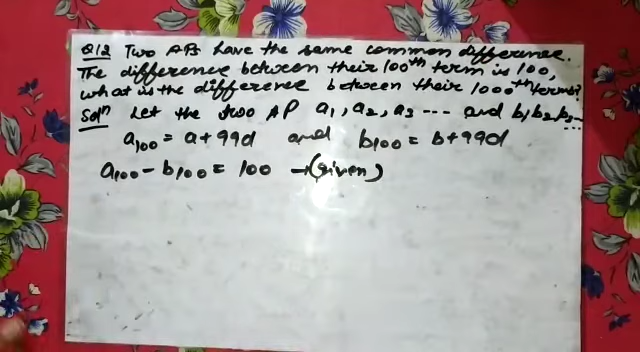 Q12 Two APs have the same common difference.
The difference between their 100th term is 100,
what is the difference between their 1000th terms?
Solⁿ Let the two AP a₁, a₂, a₃ --- and b₁ b₂ b₃ ---
a₁₀₀ = a + 99d and b₁₀₀ = b + 99d
a₁₀₀ - b₁₀₀ = 100 → (given)